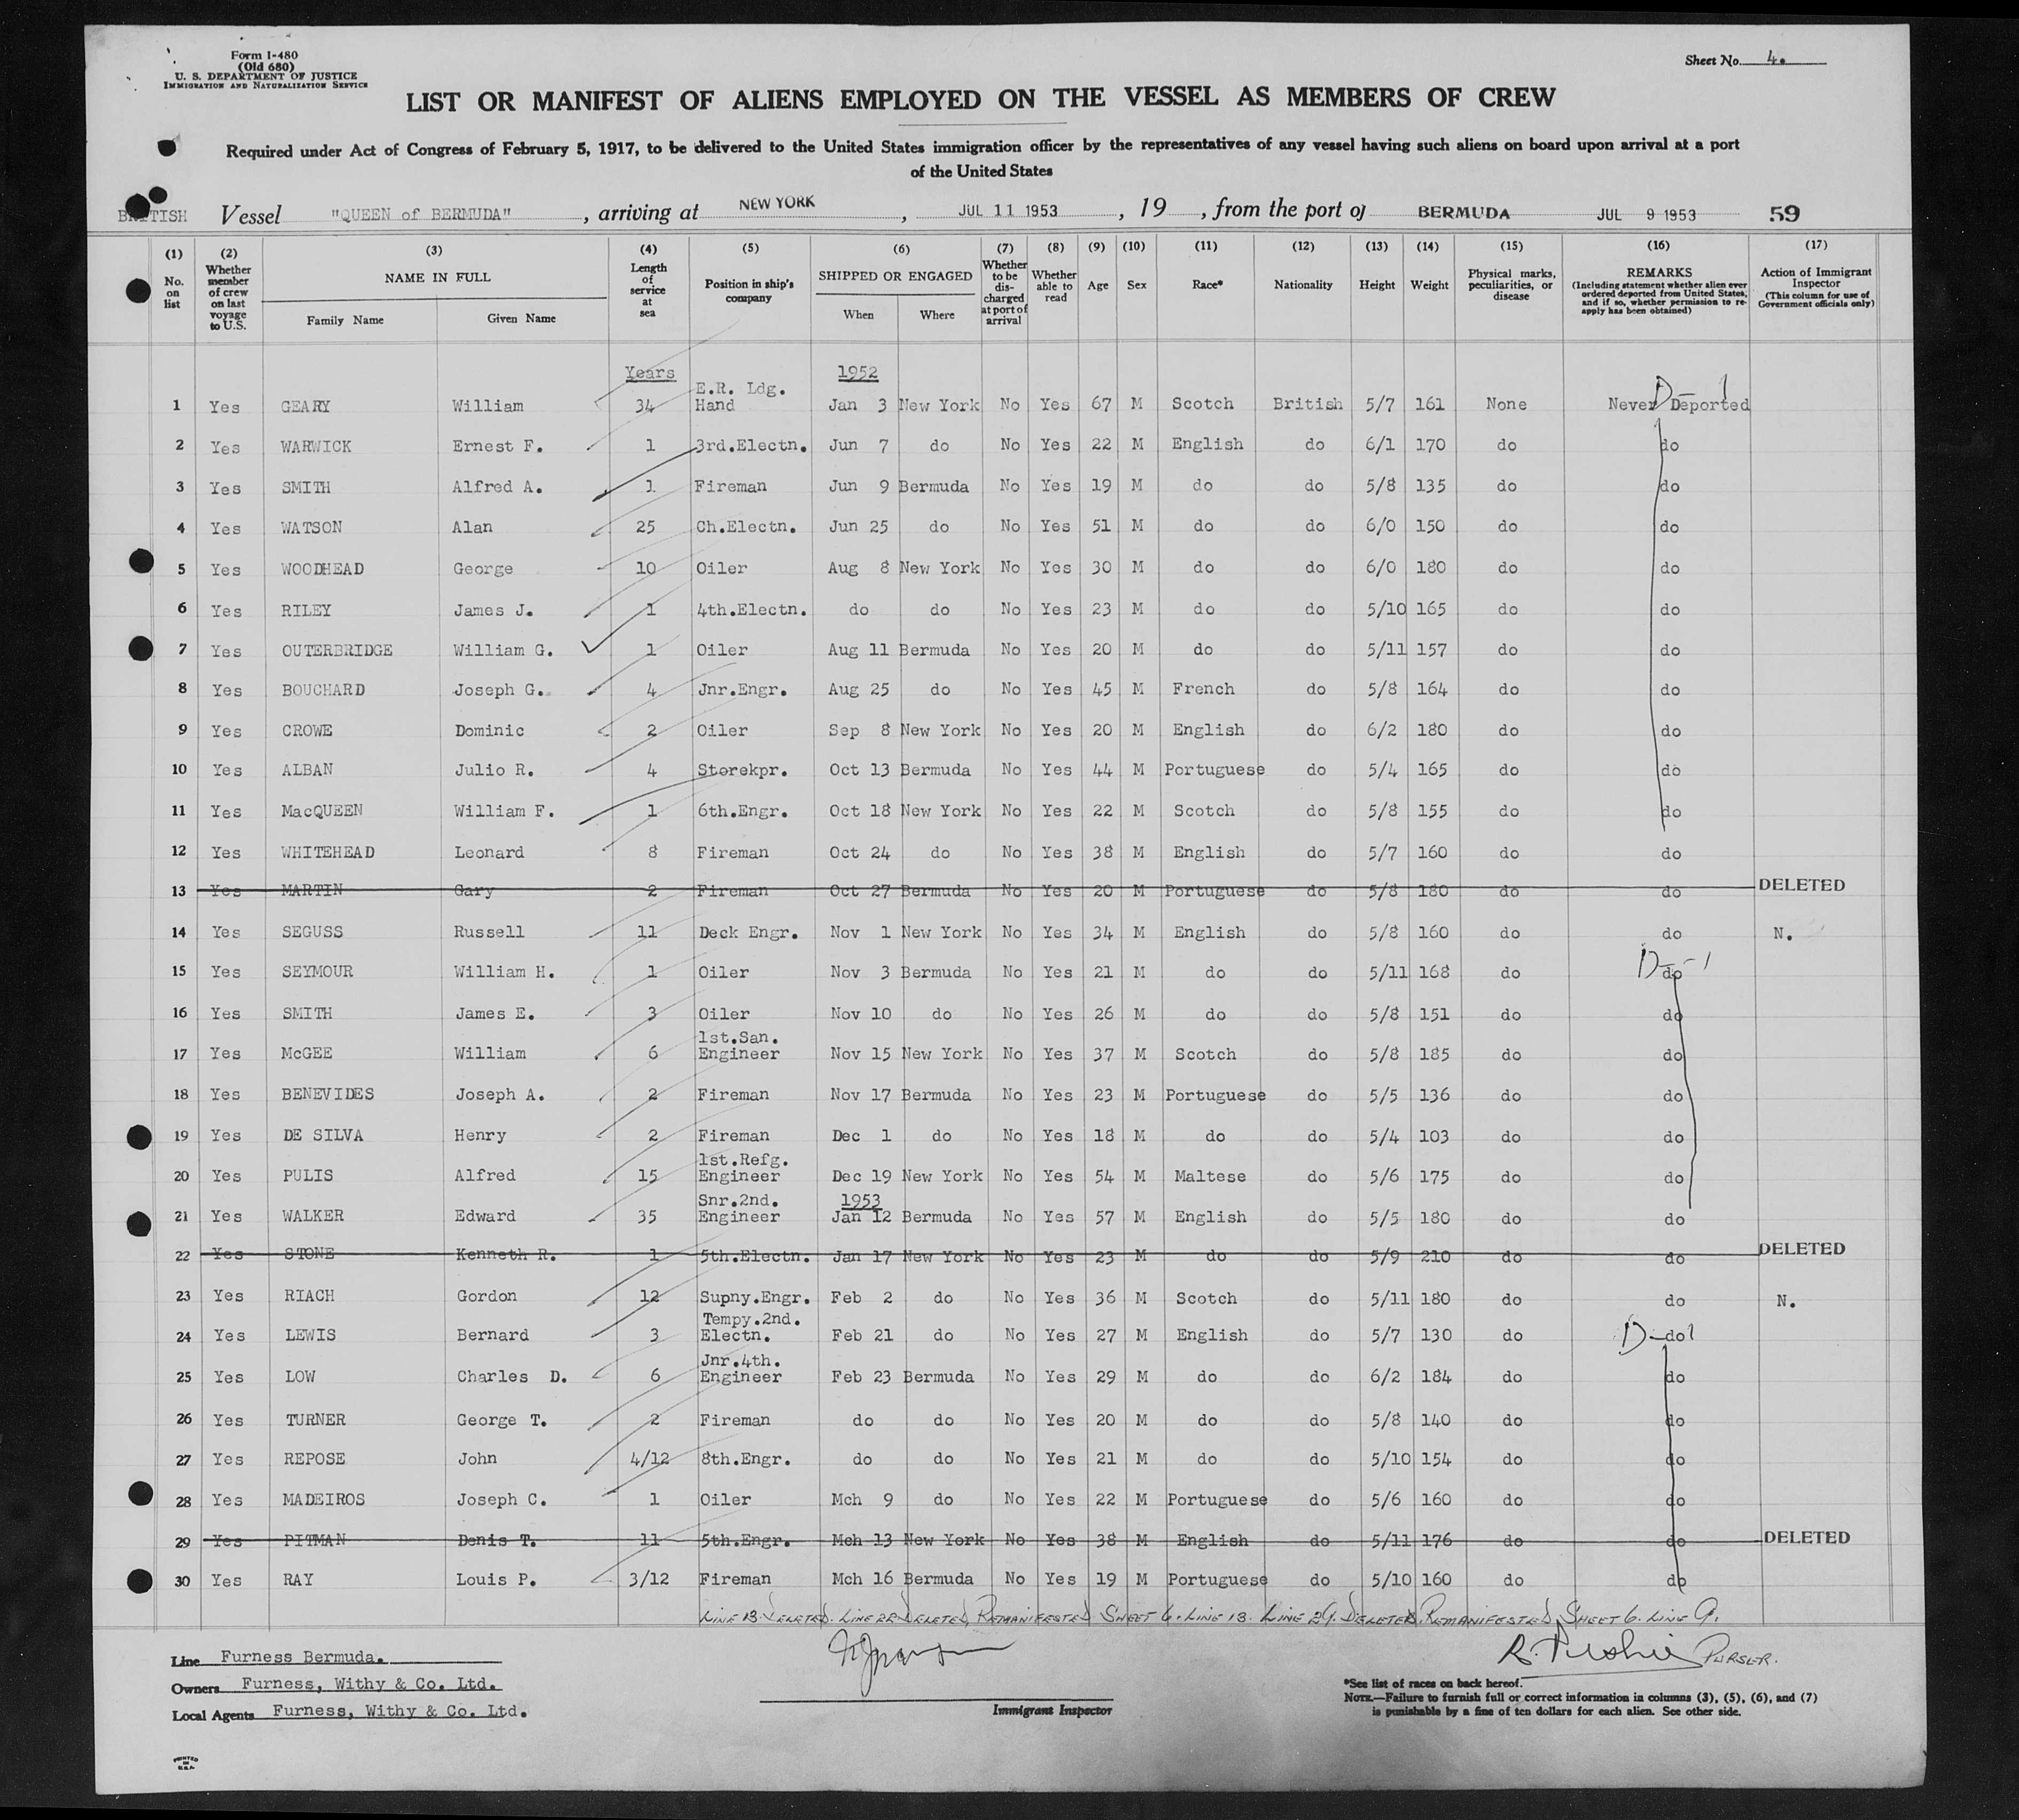 Form I-480
(Old 680)
U. S. DEPARTMENT OF JUSTICE
IMMIGRATION AND NATURALIZATION SERVICE
Sheet No. 4.
LIST OR MANIFEST OF ALIENS EMPLOYED ON THE VESSEL AS MEMBERS OF CREW
Required under Act of Congress of February 5, 1917, to be delivered to the United States immigration officer by the representatives of any vessel having such aliens on board upon arrival at a port
of the United States
BRITISH Vessel "QUEEN of BERMUDA", arriving at NEW YORK, JUL 11 1953, 19, from the port of BERMUDA JUL 9 1953 59
(1) No. on list (2) Whether member of crew on last voyage to U.S. (3) NAME IN FULL Family Name Given Name (4) Length of service at sea (5) Position in ship's company (6) SHIPPED OR ENGAGED When Where (7) Whether to be discharged at port of arrival (8) Whether able to read (9) Age (10) Sex (11) Race* (12) Nationality (13) Height (14) Weight (15) Physical marks, peculiarities, or disease (16) REMARKS (Including statement whether alien ever ordered deported from United States, and if so, whether permission to reapply has been obtained) (17) Action of Immigrant Inspector (This column for use of Government officials only)
Years 1952
1 Yes GEARY William 34 E.R. Ldg. Hand Jan 3 New York No Yes 67 M Scotch British 5/7 161 None Never Deported
2 Yes WARWICK Ernest F. 1 3rd.Electn. Jun 7 do No Yes 22 M English do 6/1 170 do do
3 Yes SMITH Alfred A. 1 Fireman Jun 9 Bermuda No Yes 19 M do do 5/8 135 do do
4 Yes WATSON Alan 25 Ch.Electn. Jun 25 do No Yes 51 M do do 6/0 150 do do
5 Yes WOODHEAD George 10 Oiler Aug 8 New York No Yes 30 M do do 6/0 180 do do
6 Yes RILEY James J. 1 4th.Electn. do do No Yes 23 M do do 5/10 165 do do
7 Yes OUTERBRIDGE William G. 1 Oiler Aug 11 Bermuda No Yes 20 M do do 5/11 157 do do
8 Yes BOUCHARD Joseph G. 4 Jnr.Engr. Aug 25 do No Yes 45 M French do 5/8 164 do do
9 Yes CROWE Dominic 2 Oiler Sep 8 New York No Yes 20 M English do 6/2 180 do do
10 Yes ALBAN Julio R. 4 Storekpr. Oct 13 Bermuda No Yes 44 M Portuguese do 5/4 165 do do
11 Yes MacQUEEN William F. 1 6th.Engr. Oct 18 New York No Yes 22 M Scotch do 5/8 155 do do
12 Yes WHITEHEAD Leonard 8 Fireman Oct 24 do No Yes 38 M English do 5/7 160 do do
13 Yes MARTIN Gary 2 Fireman Oct 27 Bermuda No Yes 20 M Portuguese do 5/8 180 do do DELETED
14 Yes SEGUSS Russell 11 Deck Engr. Nov 1 New York No Yes 34 M English do 5/8 160 do do N.
15 Yes SEYMOUR William H. 1 Oiler Nov 3 Bermuda No Yes 21 M do do 5/11 168 do do
16 Yes SMITH James E. 3 Oiler Nov 10 do No Yes 26 M do do 5/8 151 do do
17 Yes McGEE William 6 1st.San. Engineer Nov 15 New York No Yes 37 M Scotch do 5/8 185 do do
18 Yes BENEVIDES Joseph A. 2 Fireman Nov 17 Bermuda No Yes 23 M Portuguese do 5/5 136 do do
19 Yes DE SILVA Henry 2 Fireman Dec 1 do No Yes 18 M do do 5/4 103 do do
20 Yes PULIS Alfred 15 1st.Refg. Engineer Dec 19 New York No Yes 54 M Maltese do 5/6 175 do do
1953
21 Yes WALKER Edward 35 Snr.2nd. Engineer Jan 12 Bermuda No Yes 57 M English do 5/5 180 do do
22 Yes STONE Kenneth R. 1 5th.Electn. Jan 17 New York No Yes 23 M do do 5/9 210 do do DELETED
23 Yes RIACH Gordon 12 Supny.Engr. Feb 2 do No Yes 36 M Scotch do 5/11 180 do do N.
24 Yes LEWIS Bernard 3 Tempy.2nd. Electn. Feb 21 do No Yes 27 M English do 5/7 130 do do
25 Yes LOW Charles D. 6 Jnr.4th. Engineer Feb 23 Bermuda No Yes 29 M do do 6/2 184 do do
26 Yes TURNER George T. 2 Fireman do do No Yes 20 M do do 5/8 140 do do
27 Yes REPOSE John 4/12 8th.Engr. do do No Yes 21 M do do 5/10 154 do do
28 Yes MADEIROS Joseph C. 1 Oiler Mch 9 do No Yes 22 M Portuguese do 5/6 160 do do
29 Yes PITMAN Denis T. 11 5th.Engr. Mch 13 New York No Yes 38 M English do 5/11 176 do do DELETED
30 Yes RAY Louis P. 3/12 Fireman Mch 16 Bermuda No Yes 19 M Portuguese do 5/10 160 do do
LINE 13 DELETED. LINE 22 DELETED REMANIFESTED SHEET 6. LINE 13. LINE 29. DELETED. REMANIFESTED SHEET 6. LINE 9.
Line Furness Bermuda.
Owners Furness, Withy & Co. Ltd.
Local Agents Furness, Withy & Co. Ltd.
Immigrant Inspector
PURSER.
*See list of races on back hereof.
NOTE.—Failure to furnish full or correct information in columns (3), (5), (6), and (7)
is punishable by a fine of ten dollars for each alien. See other side.
PRINTED IN U.S.A.